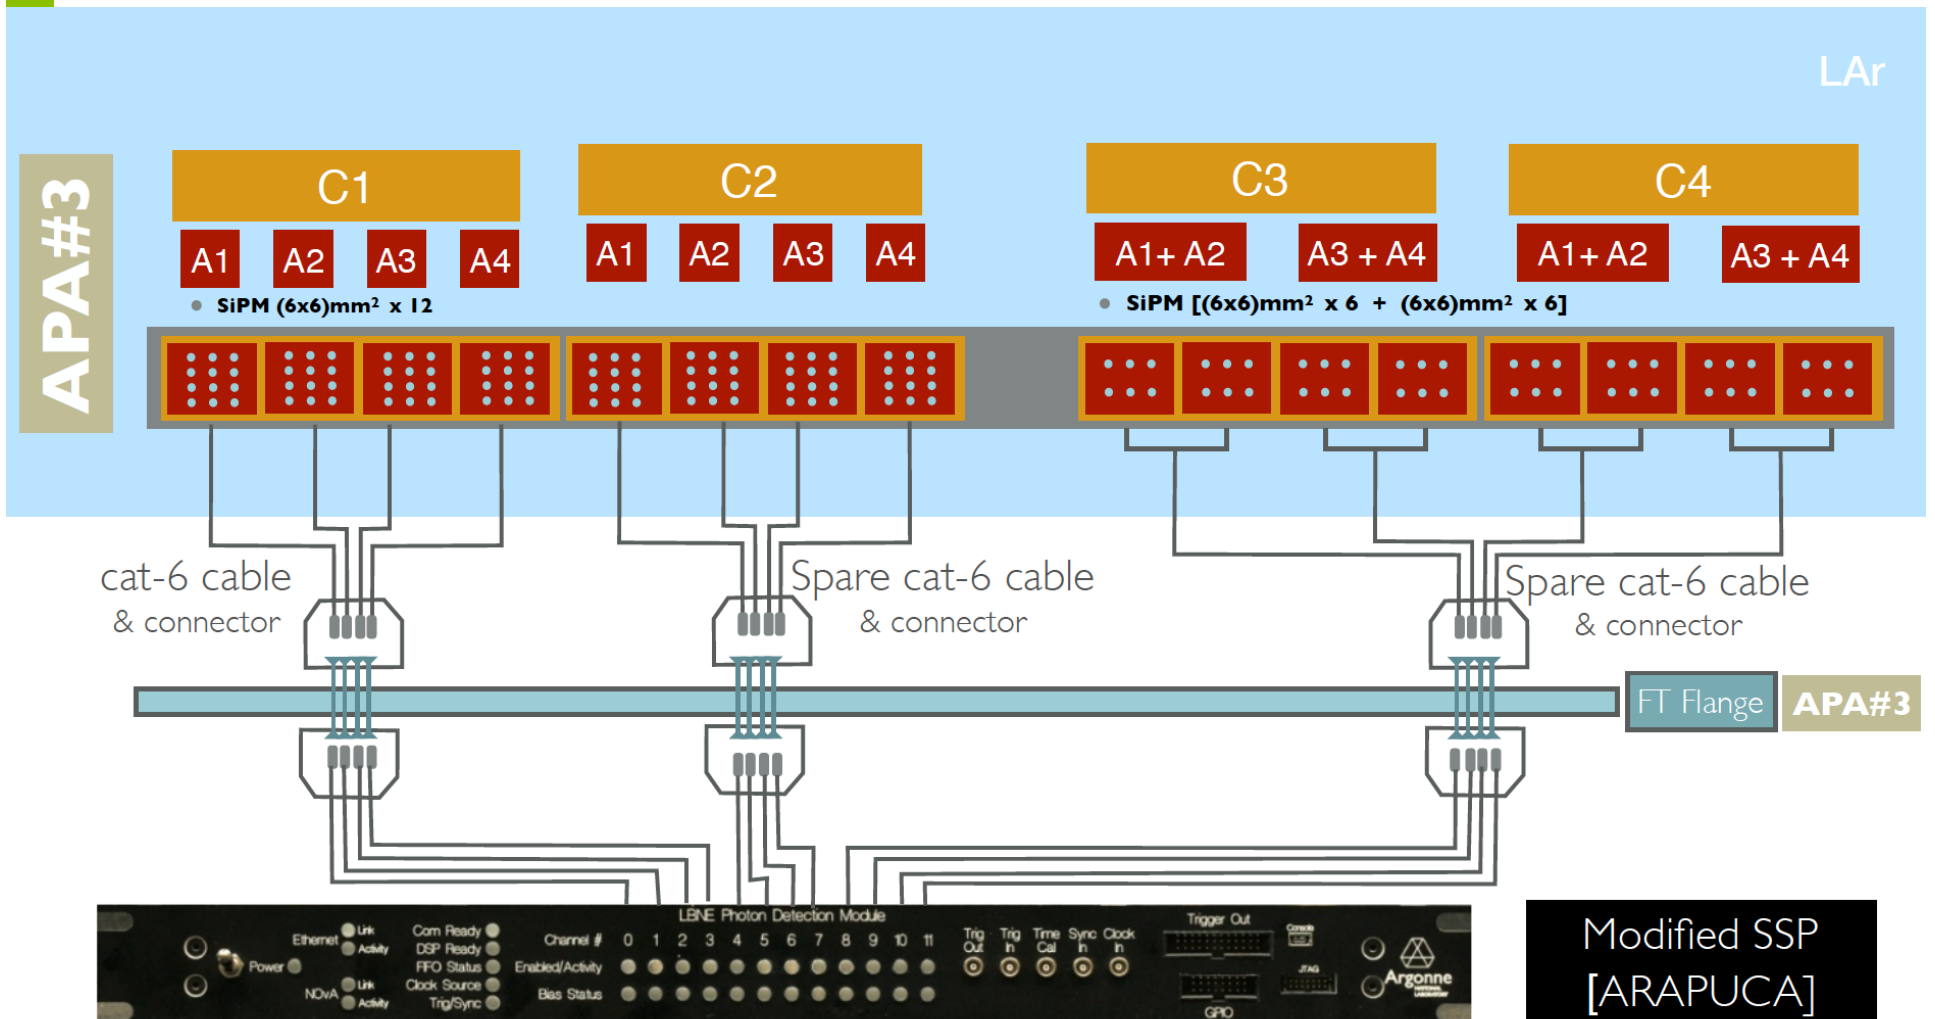 LAr
APA#3
C1
C2
C3
C4
A1
A2
A3
A4
A1
A2
A3
A4
A1+ A2
A3 + A4
A1+ A2
A3 + A4
SiPM (6x6)mm² x 12
SiPM [(6x6)mm² x 6 + (6x6)mm² x 6]
cat-6 cable
& connector
Spare cat-6 cable
& connector
Spare cat-6 cable
& connector
FT Flange
APA#3
LBNE Photon Detection Module
Ethernet
Link
Activity
Power
NOvA
Link
Activity
Com Ready
DSP Ready
FIFO Status
Clock Source
Trig/Sync
Channel # 0 1 2 3 4 5 6 7 8 9 10 11
Enabled/Activity
Bias Status
Trig Out
Trig In
Time Cal
Sync In
Clock In
Trigger Out
Console
JTAG
GPIO
Argonne
NATIONAL LABORATORY
Modified SSP
[ARAPUCA]